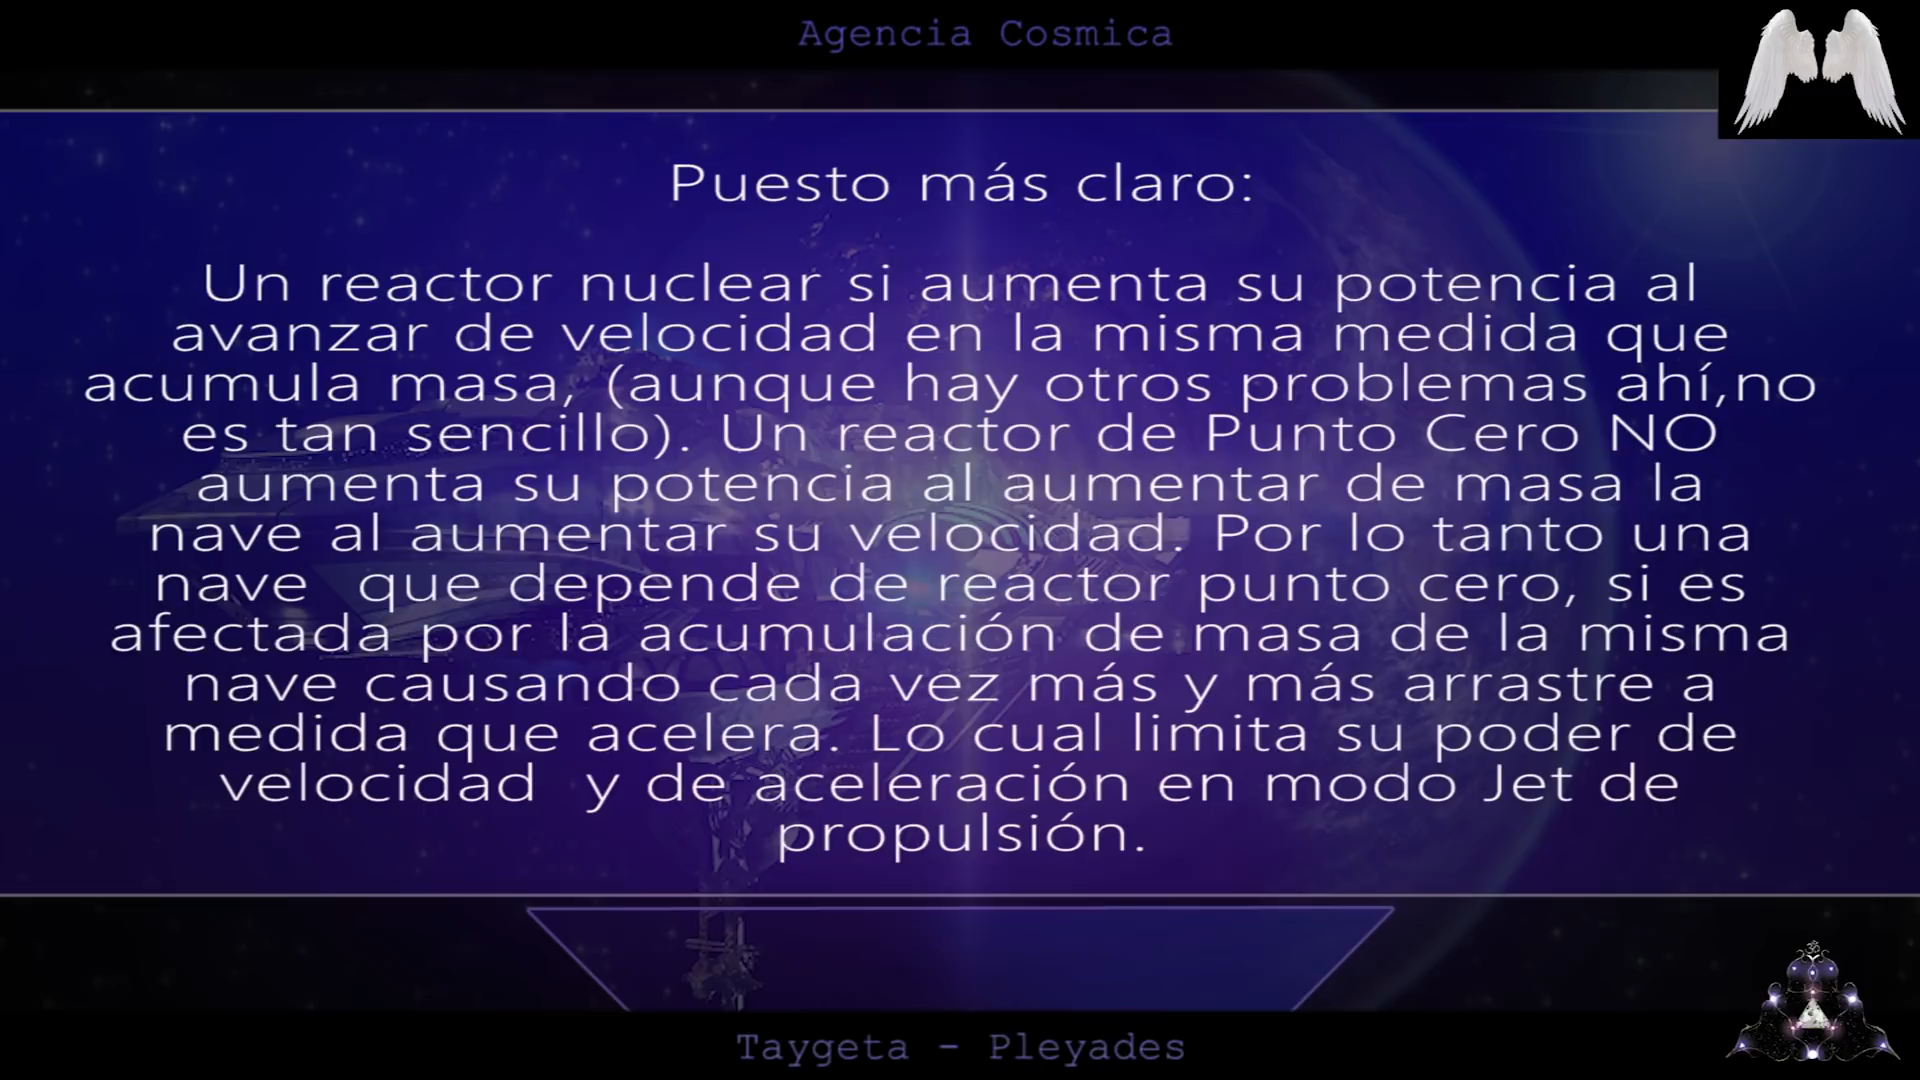 Agencia Cosmica
Puesto más claro:
Un reactor nuclear si aumenta su potencia al
avanzar de velocidad en la misma medida que
acumula masa, (aunque hay otros problemas ahí,no
es tan sencillo). Un reactor de Punto Cero NO
aumenta su potencia al aumentar de masa la
nave al aumentar su velocidad. Por lo tanto una
nave  que depende de reactor punto cero, si es
afectada por la acumulación de masa de la misma
nave causando cada vez más y más arrastre a
medida que acelera. Lo cual limita su poder de
velocidad  y de aceleración en modo Jet de
propulsión.
ॐ
Taygeta - Pleyades